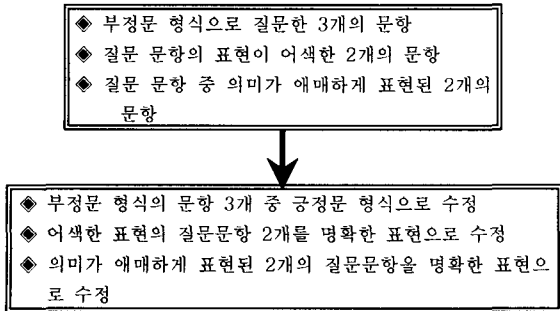 ◈ 부정문 형식으로 질문한 3개의 문항
◈ 질문 문항의 표현이 어색한 2개의 문항
◈ 질문 문항 중 의미가 애매하게 표현된 2개의
문항
◈ 부정문 형식의 문항 3개 중 긍정문 형식으로 수정
◈ 어색한 표현의 질문문항 2개를 명확한 표현으로 수정
◈ 의미가 애매하게 표현된 2개의 질문문항을 명확한 표현으
로 수정